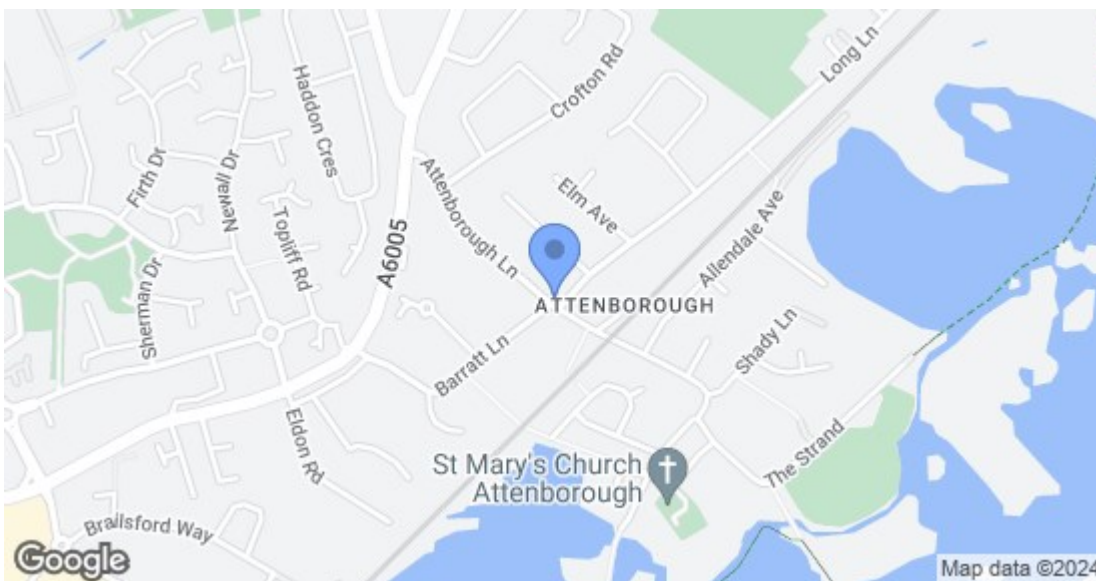 Long Ln
Haddon Cres
Crofton Rd
Firth Dr
Newall Dr
Attenborough Ln
Elm Ave
Topliff Rd
A6005
Allendale Ave
Sherman Dr
ATTENBOROUGH
Shady Ln
Barratt Ln
Eldon Rd
The Strand
St Mary's Church
Attenborough
Brailsford Way
Google
Map data ©2024